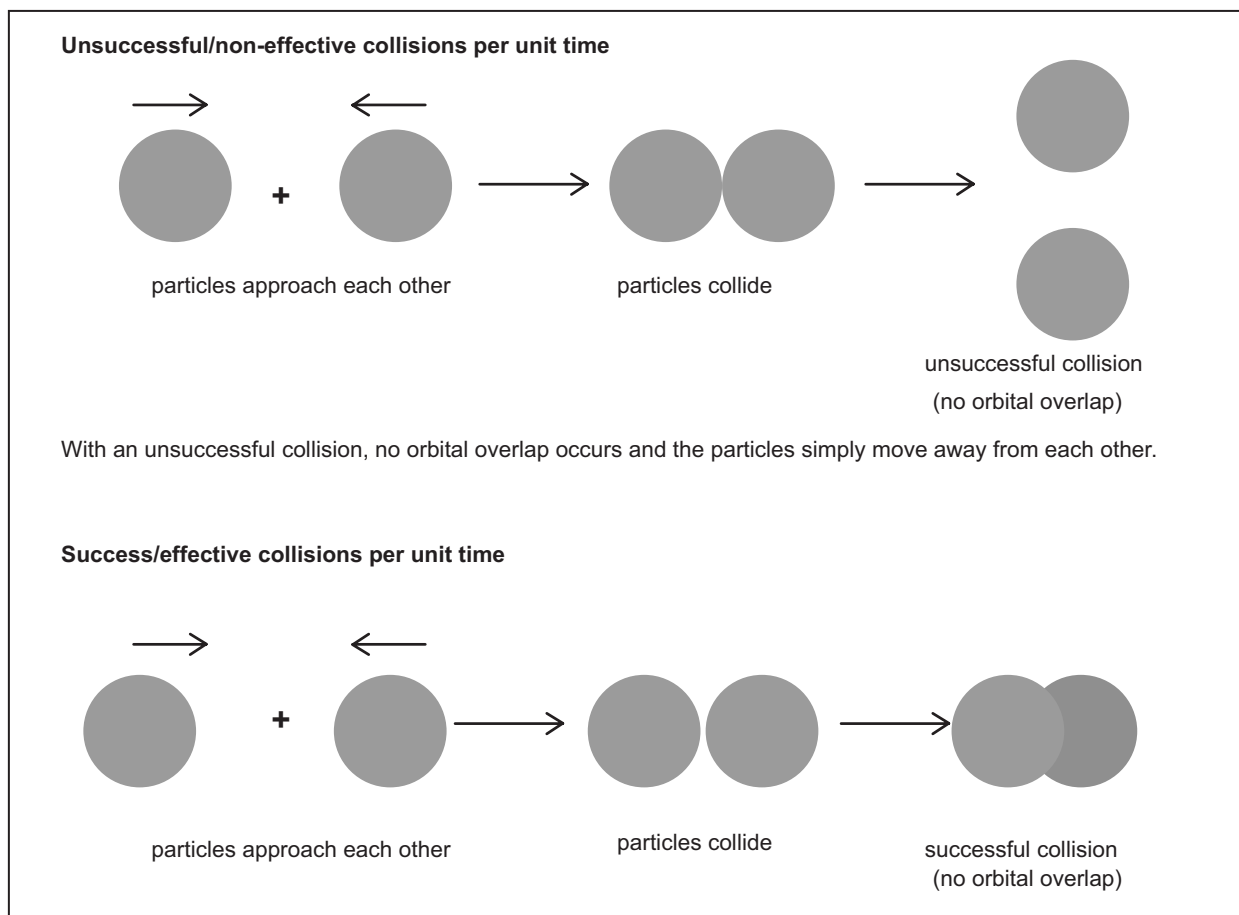 Unsuccessful/non-effective collisions per unit time
+
particles approach each other
particles collide
unsuccessful collision
(no orbital overlap)
With an unsuccessful collision, no orbital overlap occurs and the particles simply move away from each other.
Success/effective collisions per unit time
+
particles approach each other
particles collide
successful collision
(no orbital overlap)